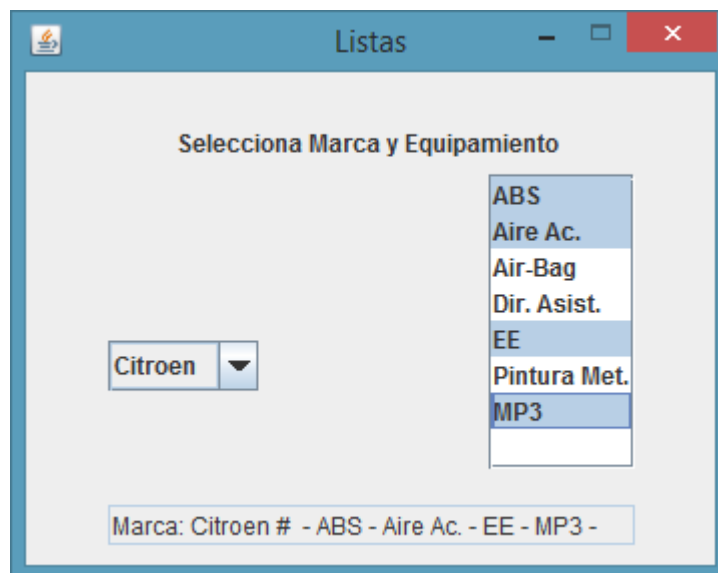 Listas
Selecciona Marca y Equipamiento
ABS
Aire Ac.
Air-Bag
Dir. Asist.
EE
Pintura Met.
MP3
Citroen
Marca: Citroen #  - ABS - Aire Ac. - EE - MP3 -